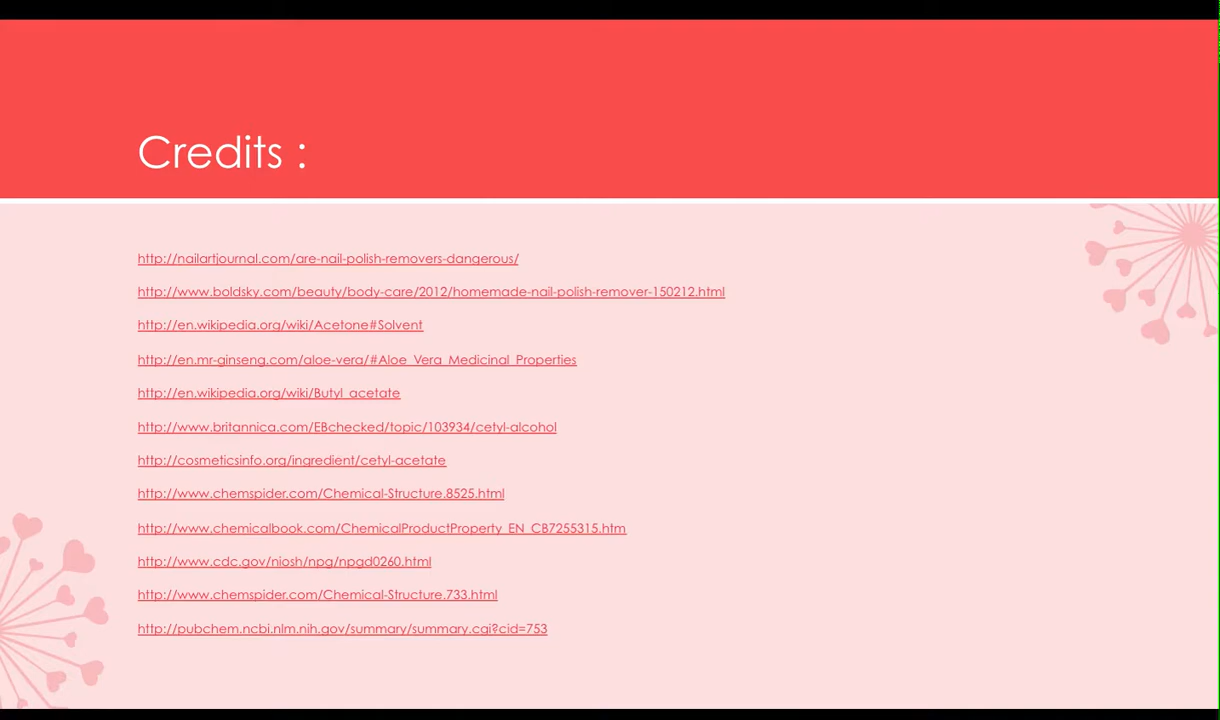 Credits :
http://nailartjournal.com/are-nail-polish-removers-dangerous/
http://www.boldsky.com/beauty/body-care/2012/homemade-nail-polish-remover-150212.html
http://en.wikipedia.org/wiki/Acetone#Solvent
http://en.mr-ginseng.com/aloe-vera/#Aloe_Vera_Medicinal_Properties
http://en.wikipedia.org/wiki/Butyl_acetate
http://www.britannica.com/EBchecked/topic/103934/cetyl-alcohol
http://cosmeticsinfo.org/ingredient/cetyl-acetate
http://www.chemspider.com/Chemical-Structure.8525.html
http://www.chemicalbook.com/ChemicalProductProperty_EN_CB7255315.htm
http://www.cdc.gov/niosh/npg/npgd0260.html
http://www.chemspider.com/Chemical-Structure.733.html
http://pubchem.ncbi.nlm.nih.gov/summary/summary.cgi?cid=753